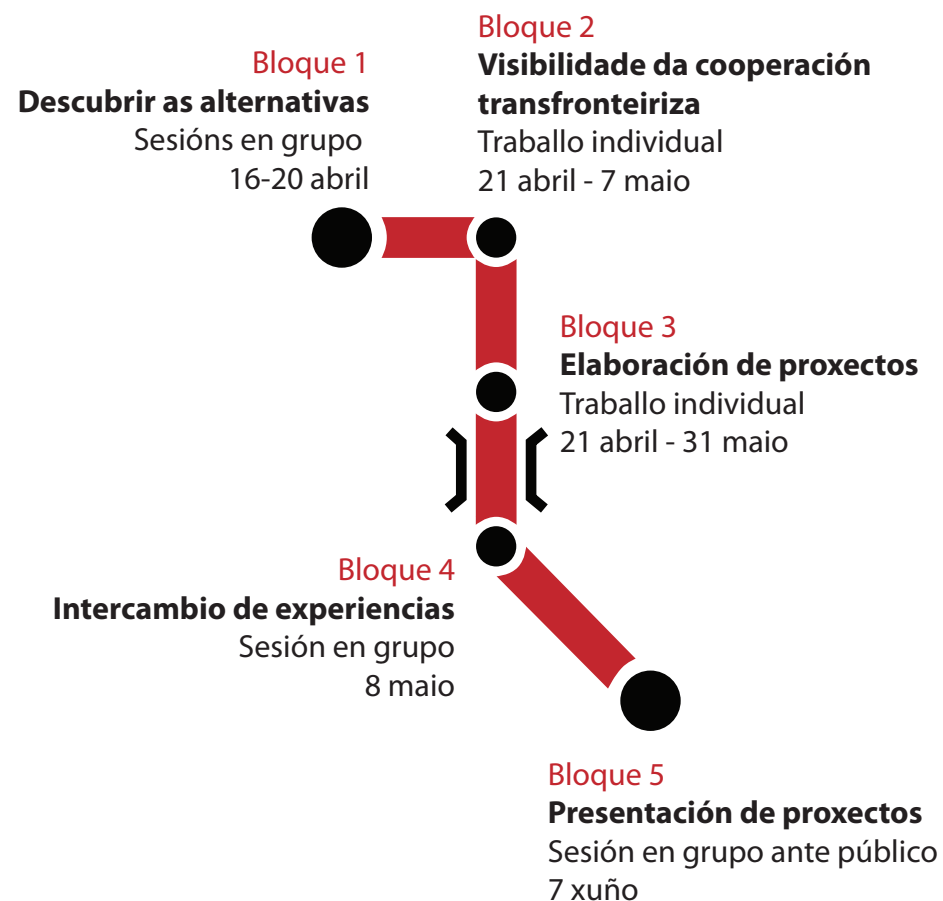 Bloque 1
Descubrir as alternativas
Sesións en grupo
16-20 abril
Bloque 2
Visibilidade da cooperación
transfronteiriza
Traballo individual
21 abril - 7 maio
Bloque 3
Elaboración de proxectos
Traballo individual
21 abril - 31 maio
Bloque 4
Intercambio de experiencias
Sesión en grupo
8 maio
Bloque 5
Presentación de proxectos
Sesión en grupo ante público
7 xuño